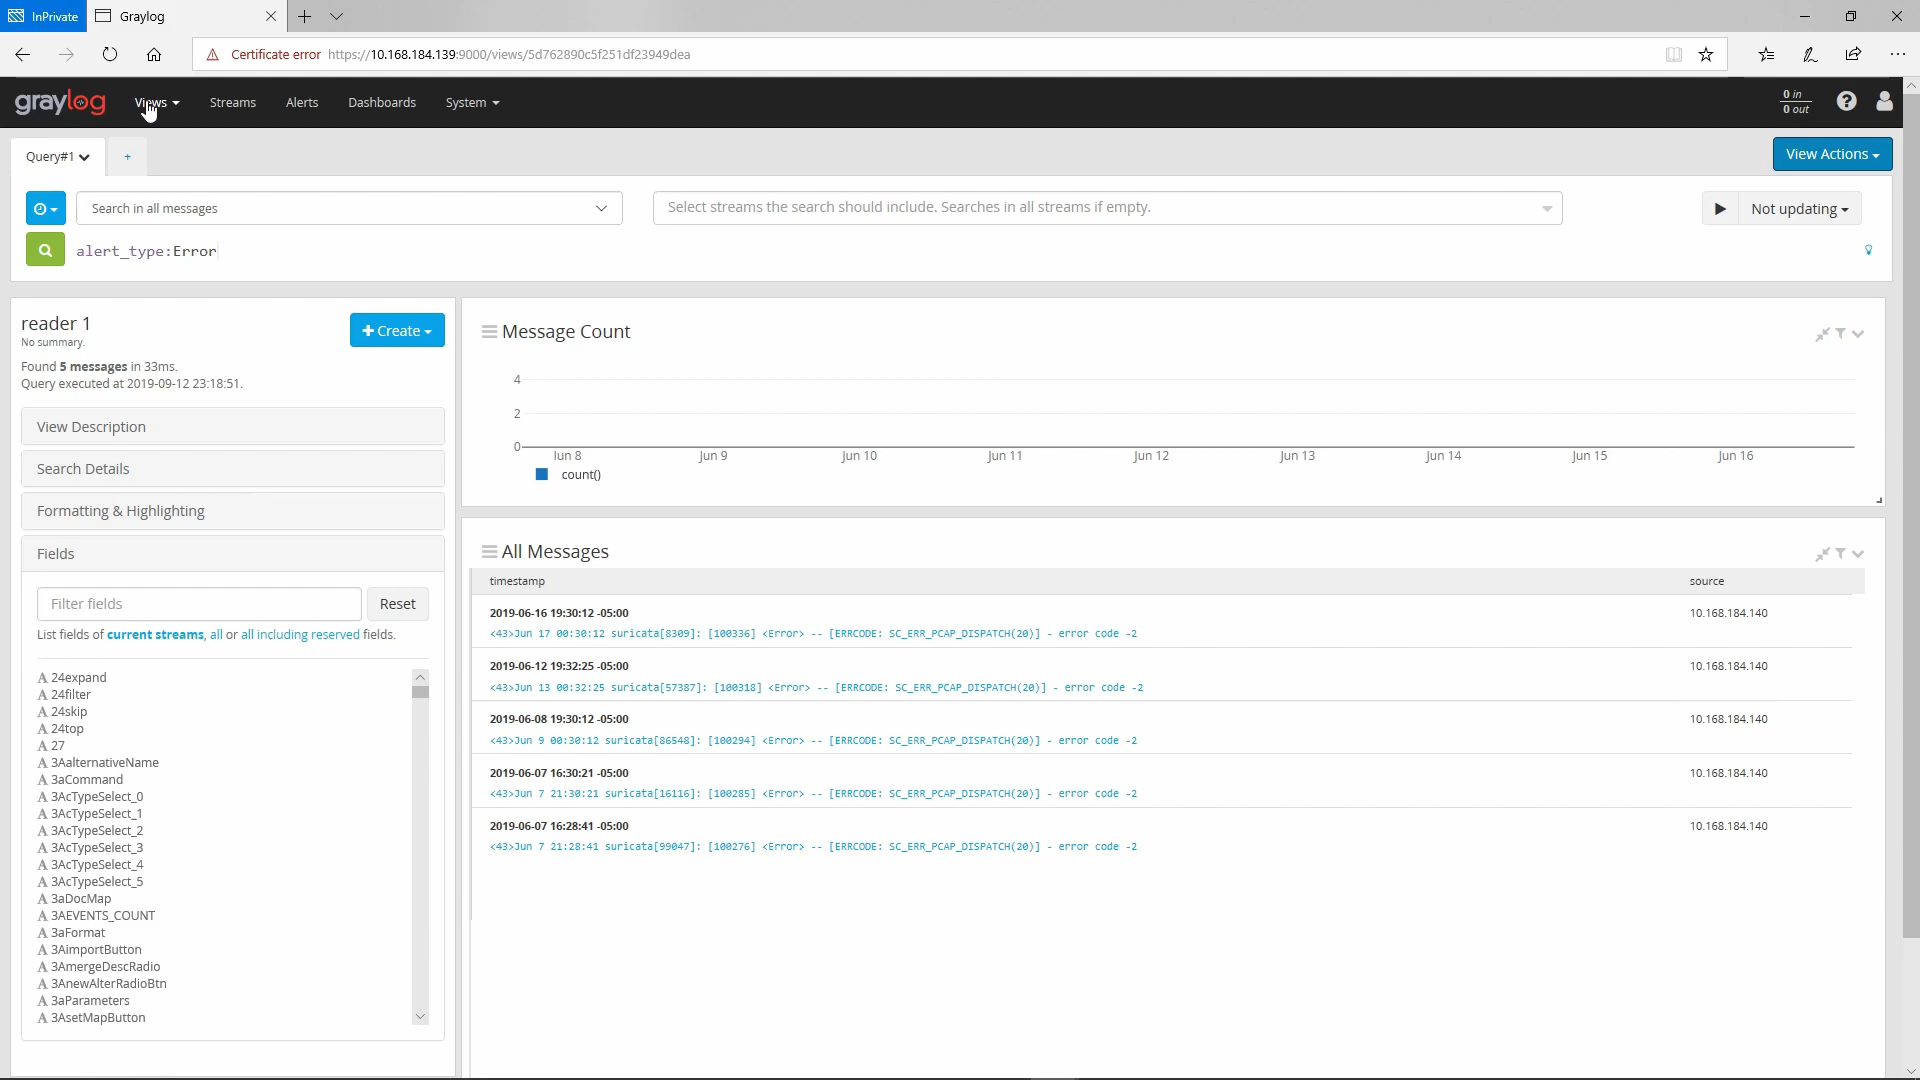 InPrivate
Graylog
Certificate error https://10.168.184.139:9000/views/5d762890c5f251df23949dea
graylog
Views
Streams
Alerts
Dashboards
System
0 in
0 out
Query#1
+
View Actions
Search in all messages
Select streams the search should include. Searches in all streams if empty.
Not updating
alert_type:Error
reader 1
No summary.
+ Create
Found 5 messages in 33ms.
Query executed at 2019-09-12 23:18:51.
View Description
Search Details
Formatting & Highlighting
Fields
Filter fields
Reset
List fields of current streams, all or all including reserved fields.
A 24expand
A 24filter
A 24skip
A 24top
A 27
A 3AalternativeName
A 3aCommand
A 3AcTypeSelect_0
A 3AcTypeSelect_1
A 3AcTypeSelect_2
A 3AcTypeSelect_3
A 3AcTypeSelect_4
A 3AcTypeSelect_5
A 3aDocMap
A 3AEVENTS_COUNT
A 3aFormat
A 3AimportButton
A 3AmergeDescRadio
A 3AnewAlterRadioBtn
A 3aParameters
A 3AsetMapButton
Message Count
4
2
0
Jun 8 Jun 9 Jun 10 Jun 11 Jun 12 Jun 13 Jun 14 Jun 15 Jun 16
count()
All Messages
timestamp source
2019-06-16 19:30:12 -05:00 10.168.184.140
<43>Jun 17 00:30:12 suricata[8309]: [100336] <Error> -- [ERRCODE: SC_ERR_PCAP_DISPATCH(20)] - error code -2
2019-06-12 19:32:25 -05:00 10.168.184.140
<43>Jun 13 00:32:25 suricata[57387]: [100318] <Error> -- [ERRCODE: SC_ERR_PCAP_DISPATCH(20)] - error code -2
2019-06-08 19:30:12 -05:00 10.168.184.140
<43>Jun 9 00:30:12 suricata[86548]: [100294] <Error> -- [ERRCODE: SC_ERR_PCAP_DISPATCH(20)] - error code -2
2019-06-07 16:30:21 -05:00 10.168.184.140
<43>Jun 7 21:30:21 suricata[16116]: [100285] <Error> -- [ERRCODE: SC_ERR_PCAP_DISPATCH(20)] - error code -2
2019-06-07 16:28:41 -05:00 10.168.184.140
<43>Jun 7 21:28:41 suricata[99047]: [100276] <Error> -- [ERRCODE: SC_ERR_PCAP_DISPATCH(20)] - error code -2